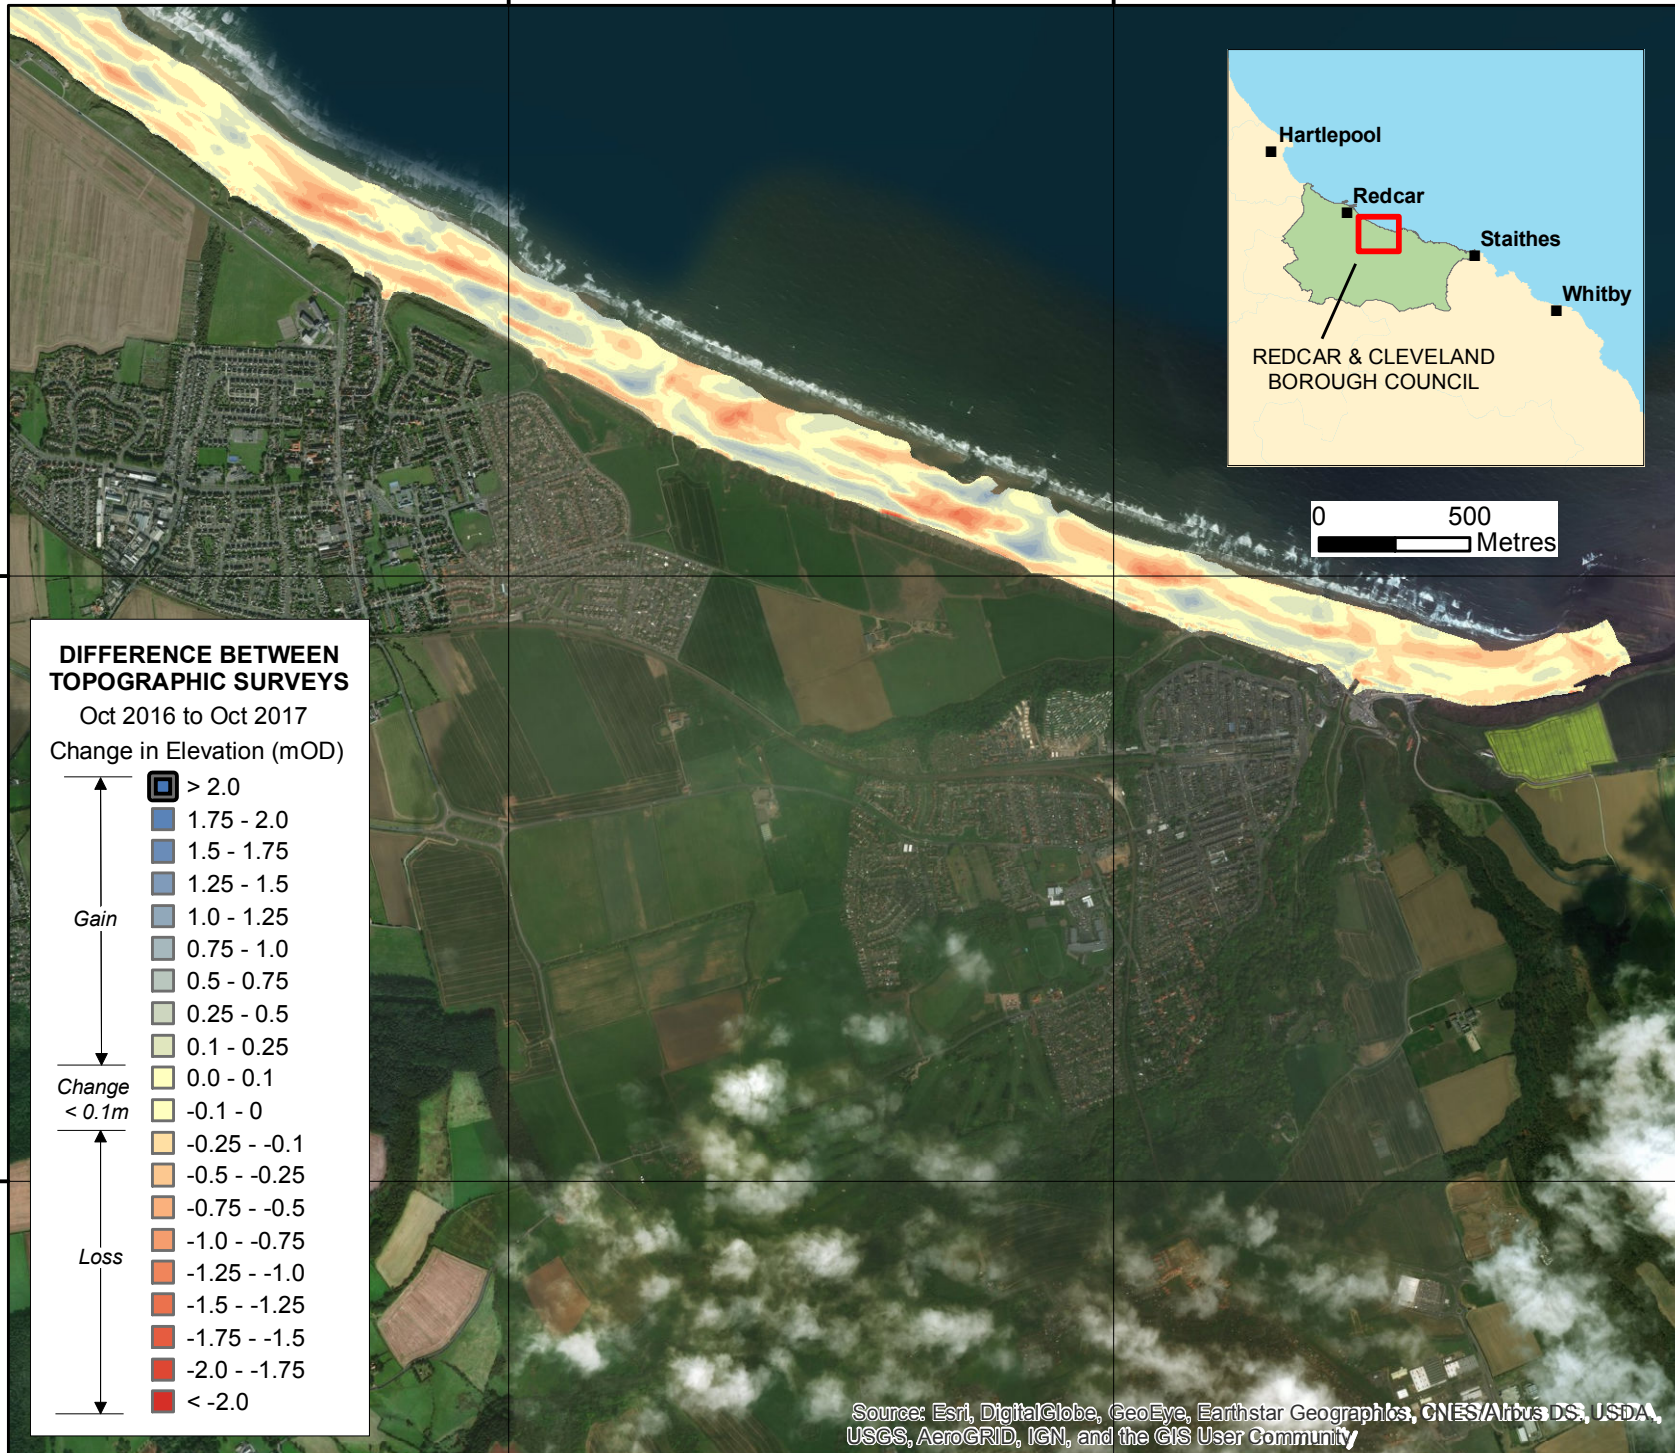 Hartlepool
Redcar
Staithes
Whitby
REDCAR & CLEVELAND
BOROUGH COUNCIL
0 500
Metres
DIFFERENCE BETWEEN
TOPOGRAPHIC SURVEYS
Oct 2016 to Oct 2017
Change in Elevation (mOD)
> 2.0
1.75 - 2.0
1.5 - 1.75
1.25 - 1.5
Gain
1.0 - 1.25
0.75 - 1.0
0.5 - 0.75
0.25 - 0.5
0.1 - 0.25
Change
< 0.1m
0.0 - 0.1
-0.1 - 0
-0.25 - -0.1
-0.5 - -0.25
-0.75 - -0.5
-1.0 - -0.75
Loss
-1.25 - -1.0
-1.5 - -1.25
-1.75 - -1.5
-2.0 - -1.75
< -2.0
Source: Esri, DigitalGlobe, GeoEye, Earthstar Geographics, CNES/Airbus DS, USDA,
USGS, AeroGRID, IGN, and the GIS User Community